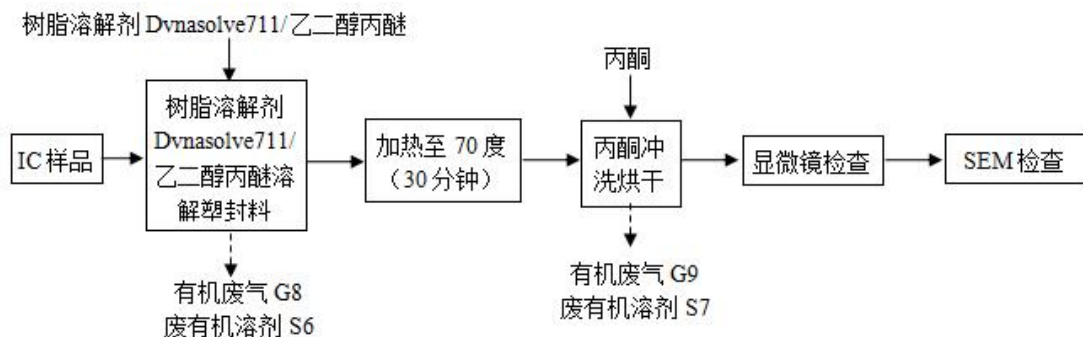 树脂溶解剂 Dvnasolve711/乙二醇丙醚
丙酮
IC 样品
树脂溶解剂
Dvnasolve711/
乙二醇丙醚溶
解塑封料
加热至 70 度
（30 分钟）
丙酮冲
洗烘干
显微镜检查
SEM 检查
有机废气 G8
废有机溶剂 S6
有机废气 G9
废有机溶剂 S7